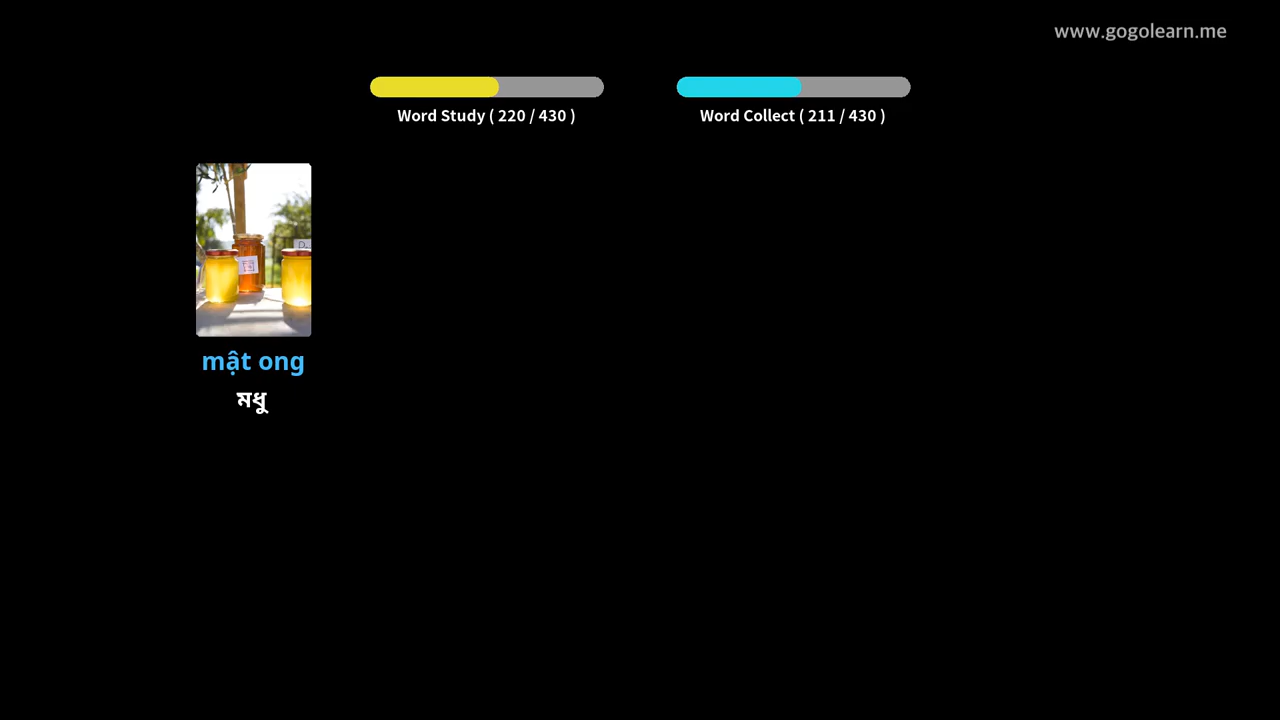 www.gogolearn.me
Word Study ( 220 / 430 )
Word Collect ( 211 / 430 )
mật ong
মধু